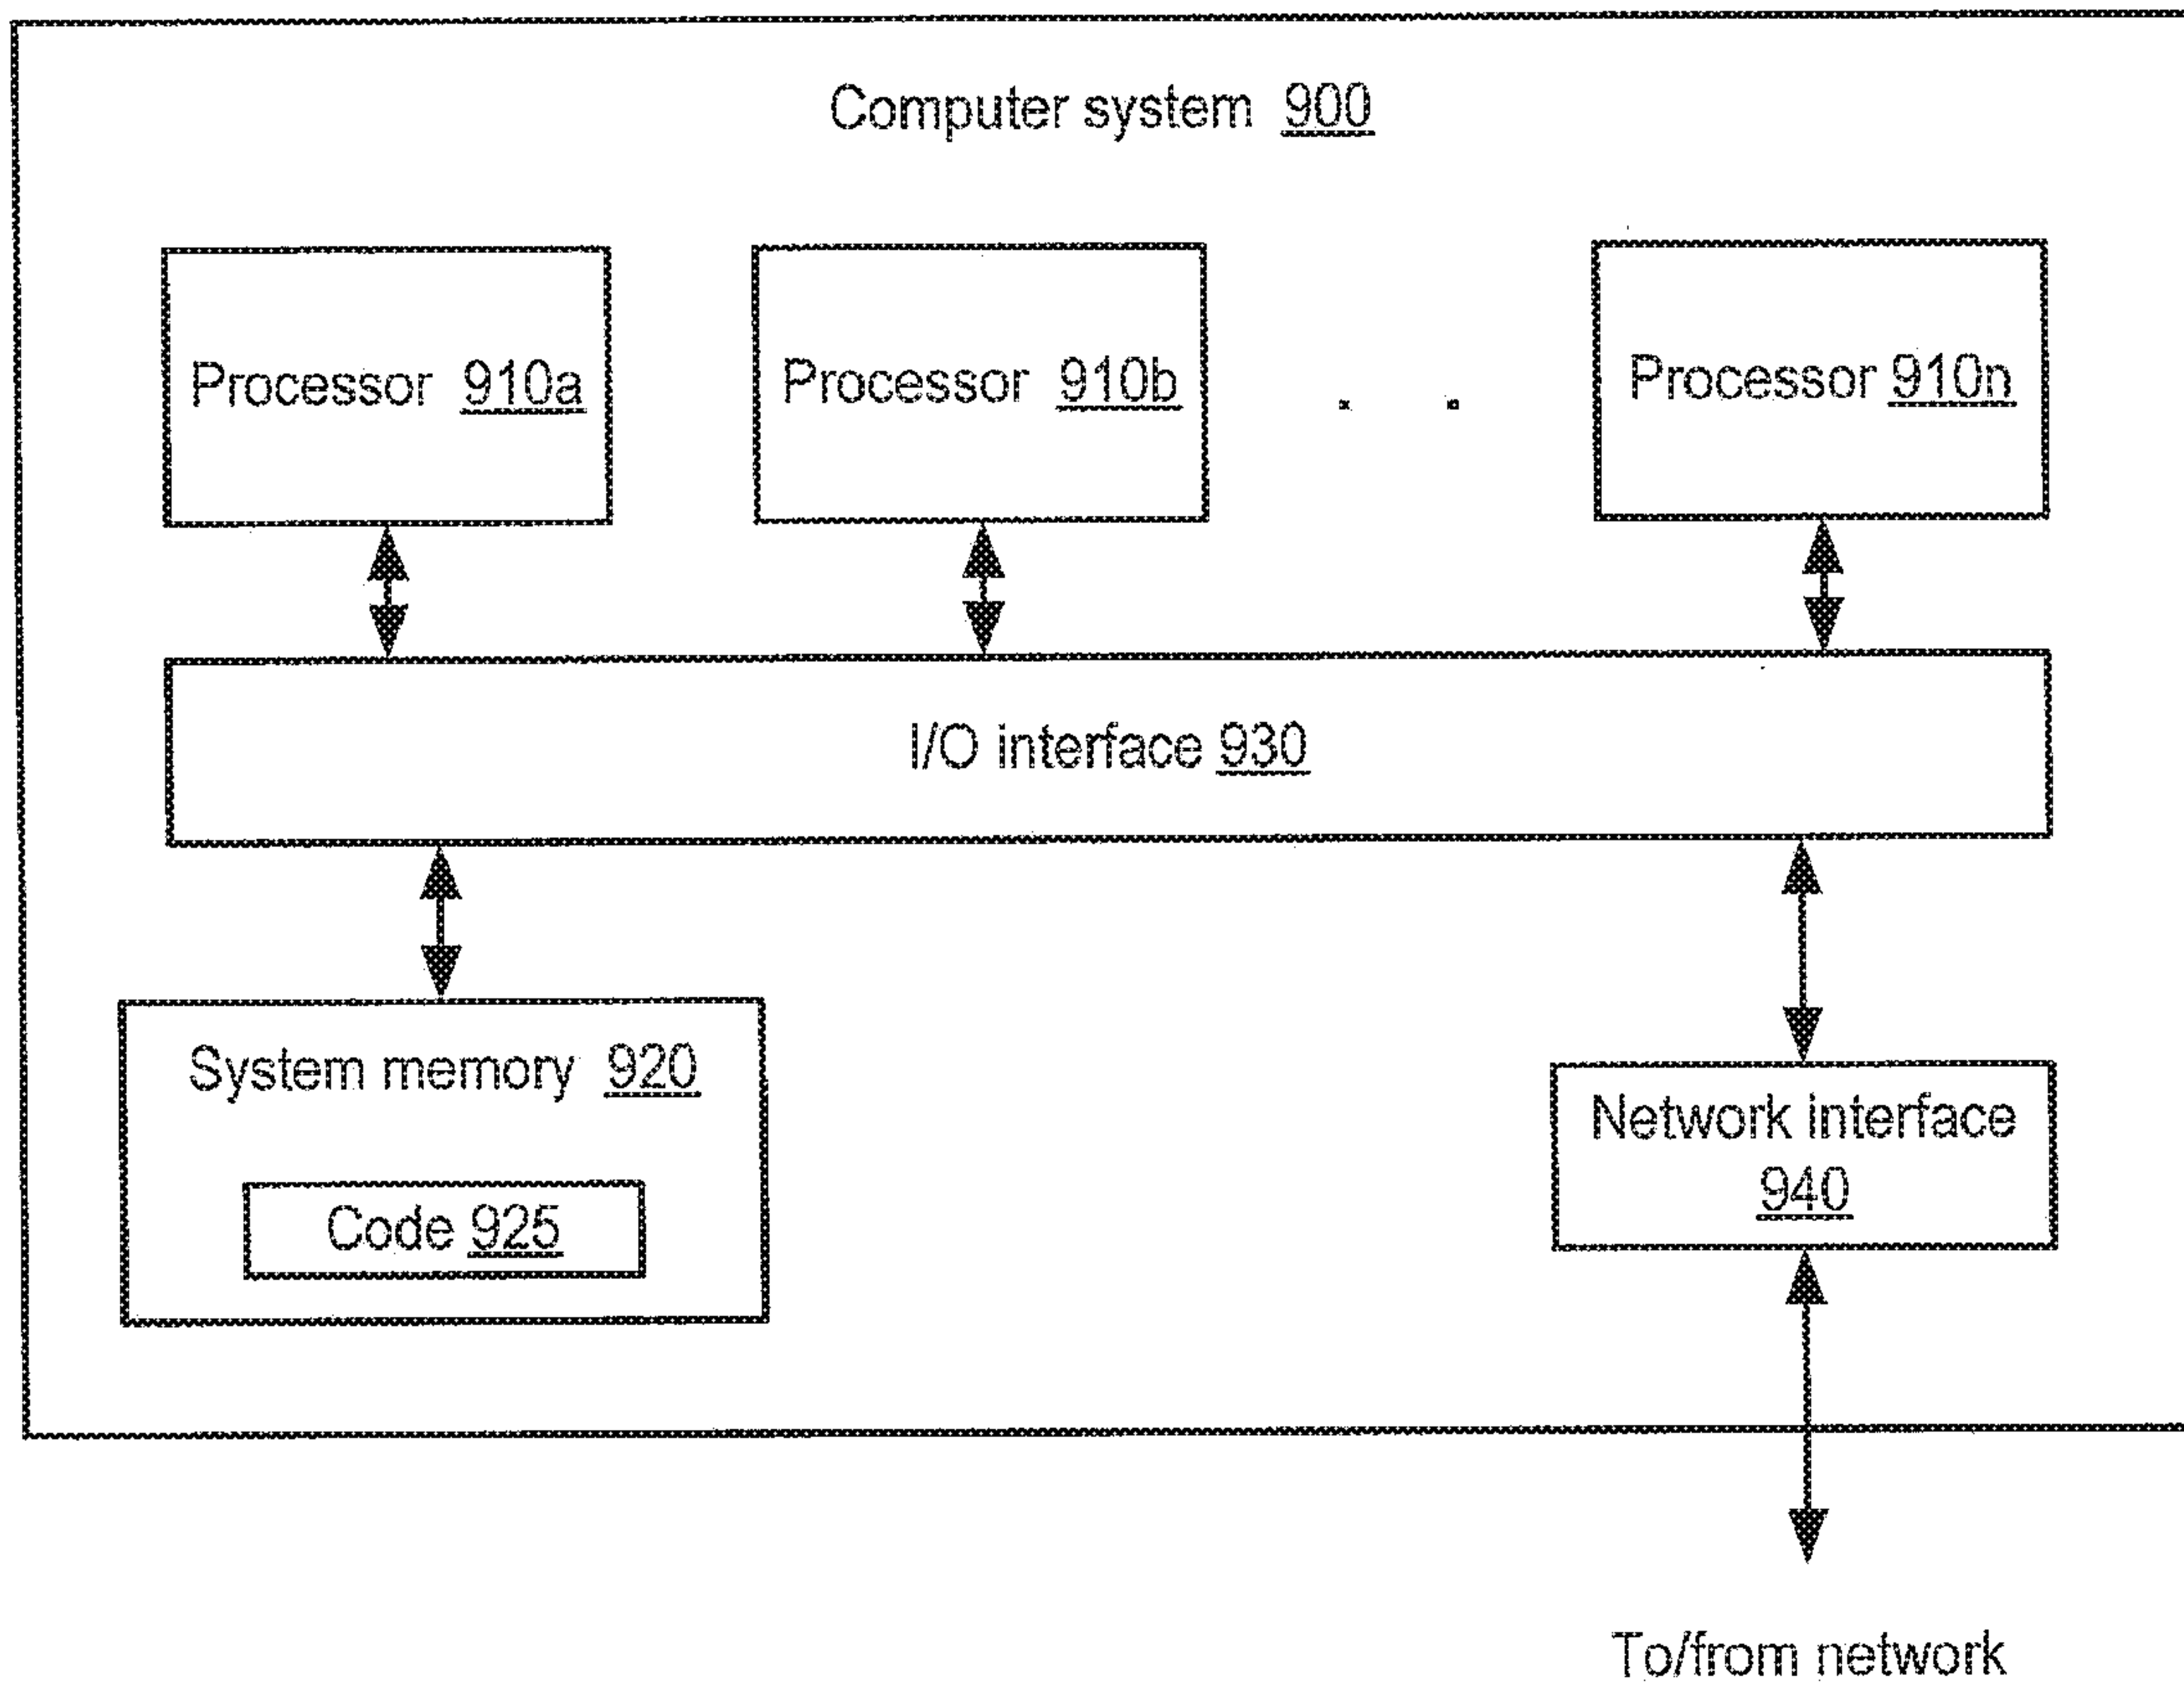 Computer system 900
Processor 910a
Processor 910b
. .
Processor 910n
I/O interface 930
System memory 920
Code 925
Network interface
940
To/from network